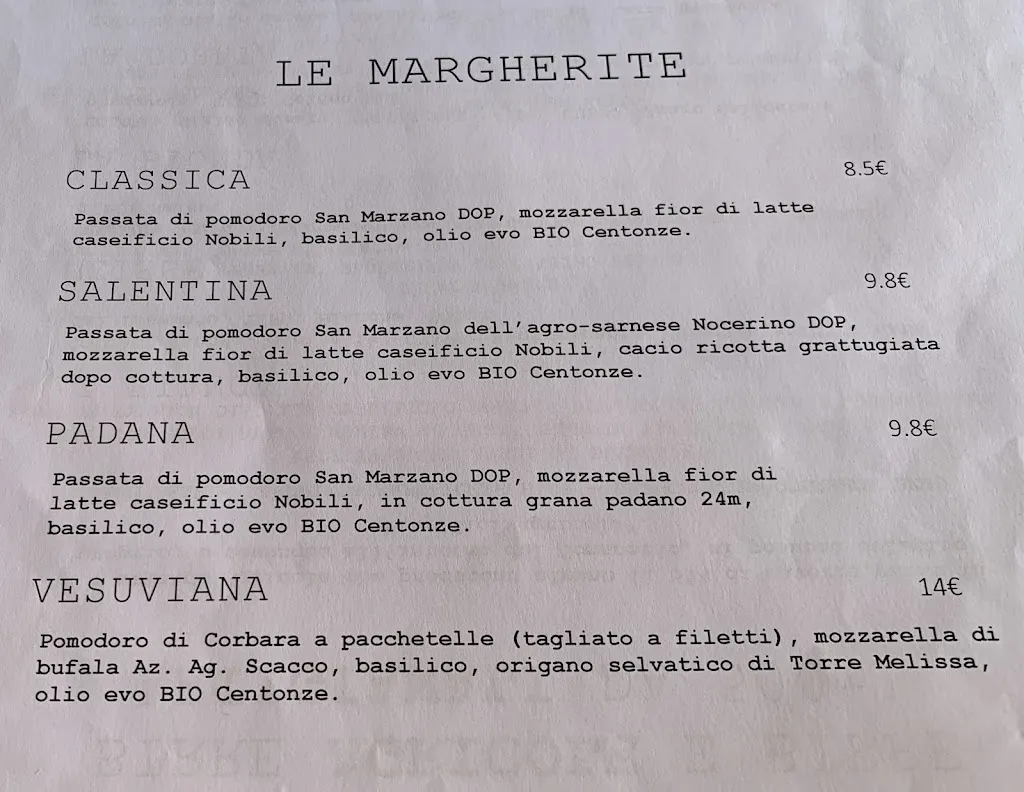 LE MARGHERITE
CLASSICA 8.5€
Passata di pomodoro San Marzano DOP, mozzarella fior di latte
caseificio Nobili, basilico, olio evo BIO Centonze.
SALENTINA 9.8€
Passata di pomodoro San Marzano dell'agro-sarnese Nocerino DOP,
mozzarella fior di latte caseificio Nobili, cacio ricotta grattugiata
dopo cottura, basilico, olio evo BIO Centonze.
PADANA 9.8€
Passata di pomodoro San Marzano DOP, mozzarella fior di
latte caseificio Nobili, in cottura grana padano 24m,
basilico, olio evo BIO Centonze.
VESUVIANA 14€
Pomodoro di Corbara a pacchetelle (tagliato a filetti), mozzarella di
bufala Az. Ag. Scacco, basilico, origano selvatico di Torre Melissa,
olio evo BIO Centonze.